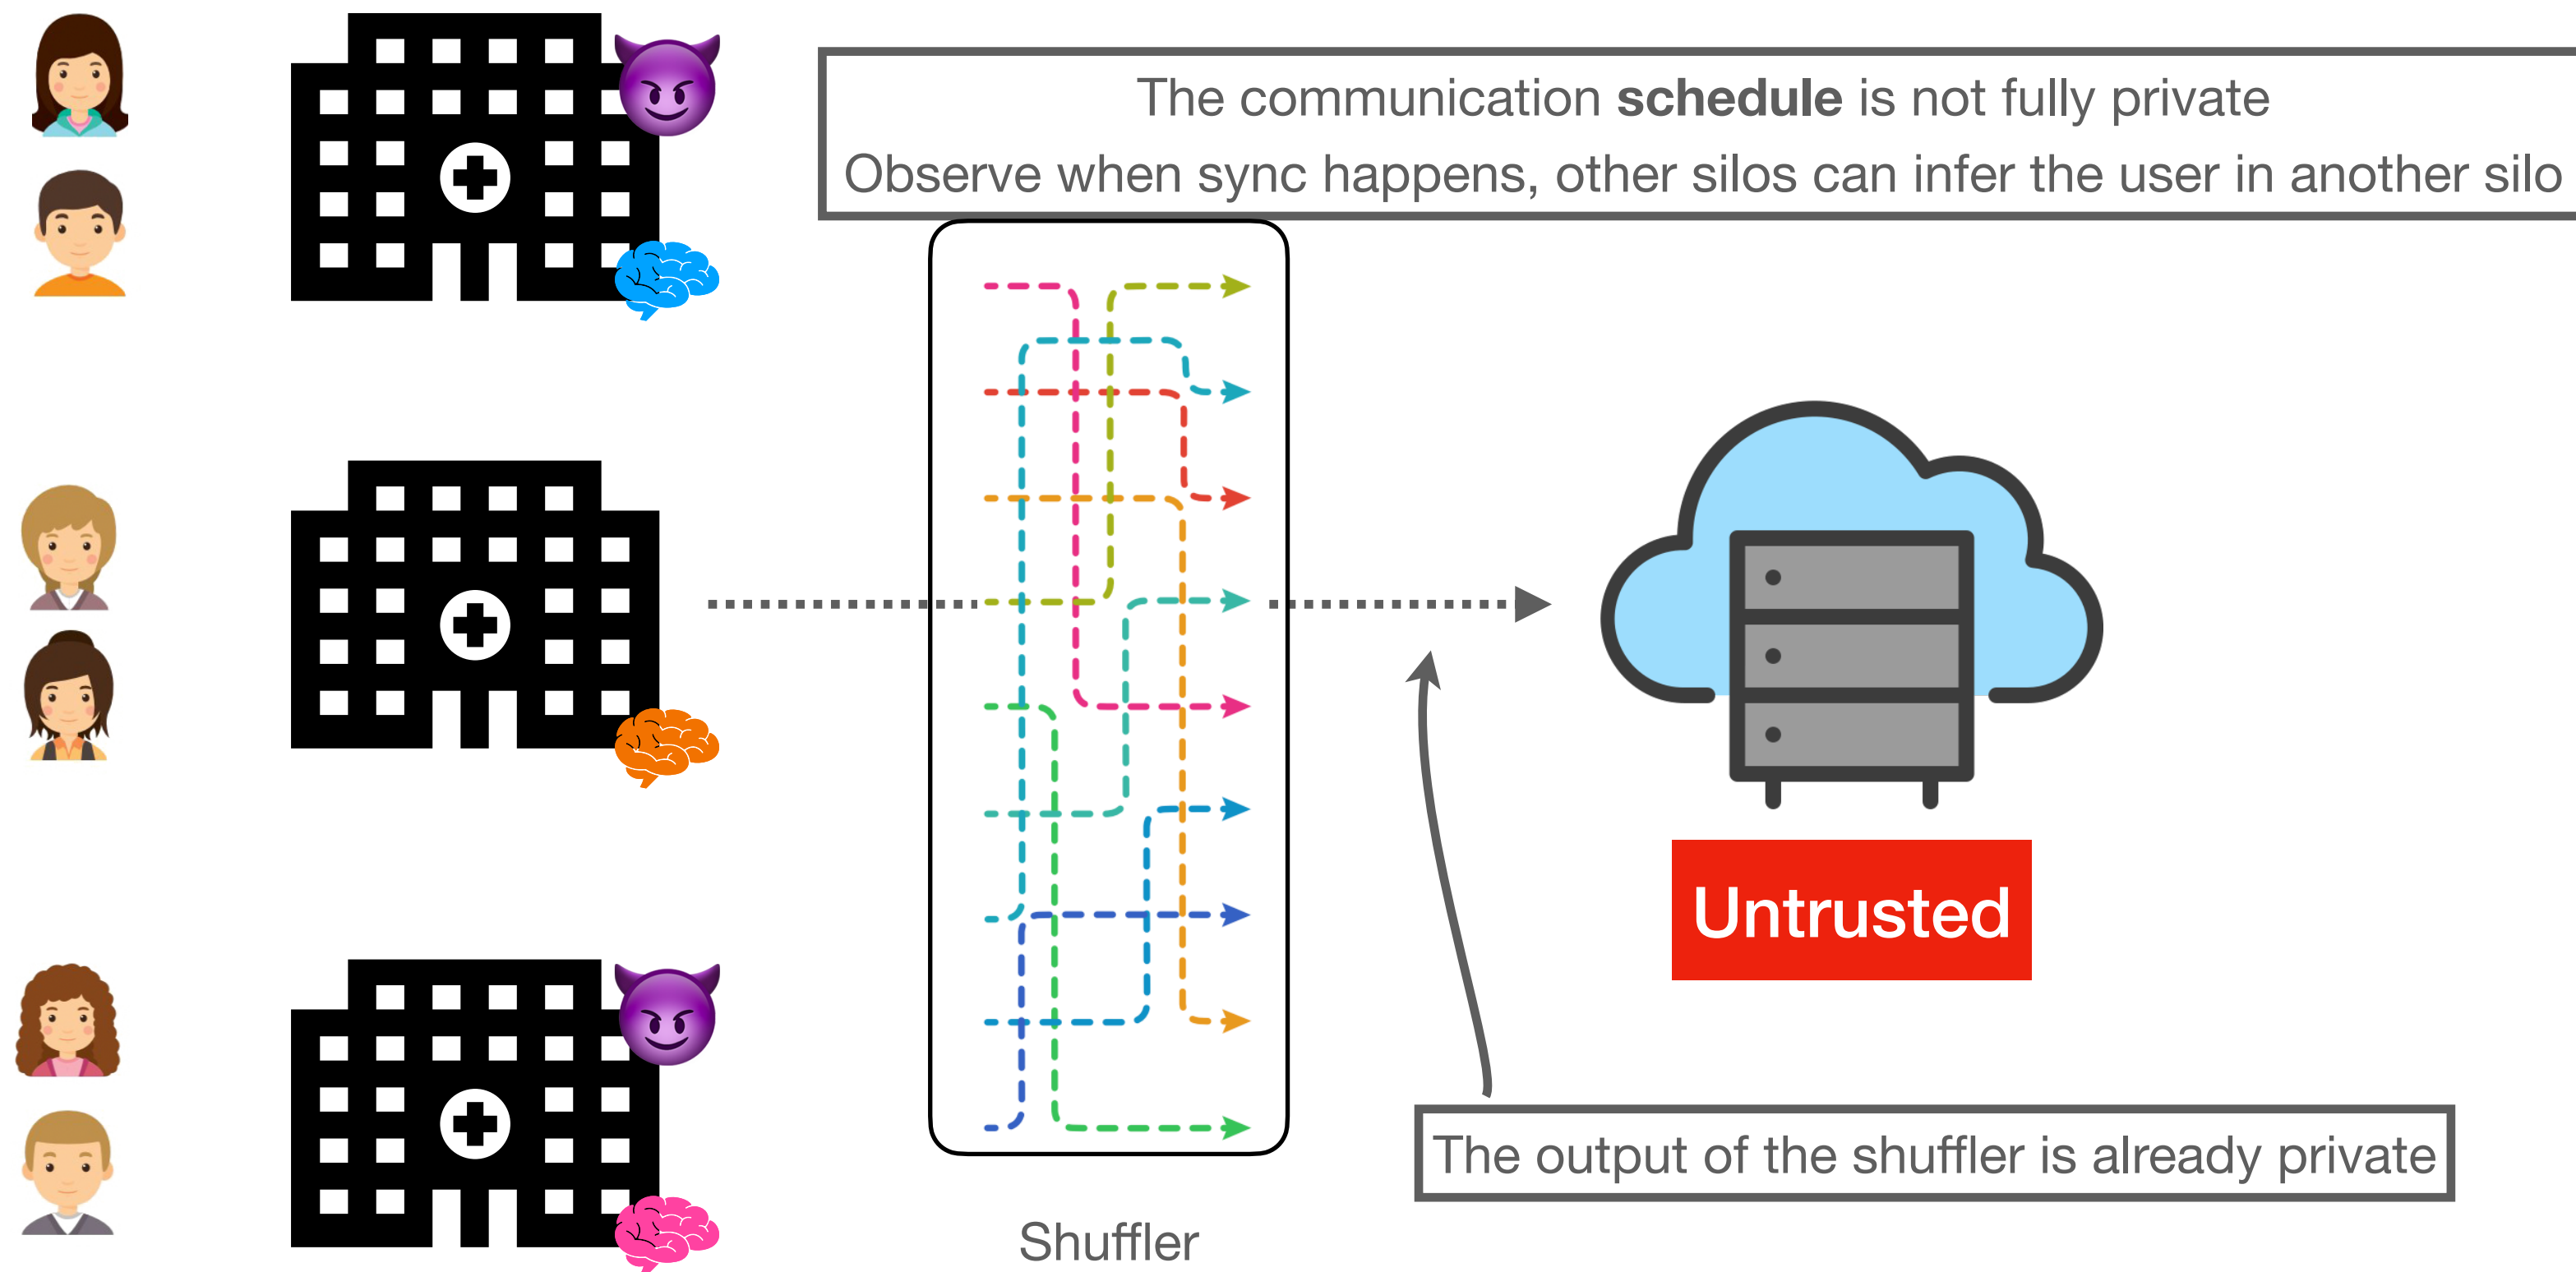 The communication schedule is not fully private
Observe when sync happens, other silos can infer the user in another silo
Untrusted
The output of the shuffler is already private
Shuffler